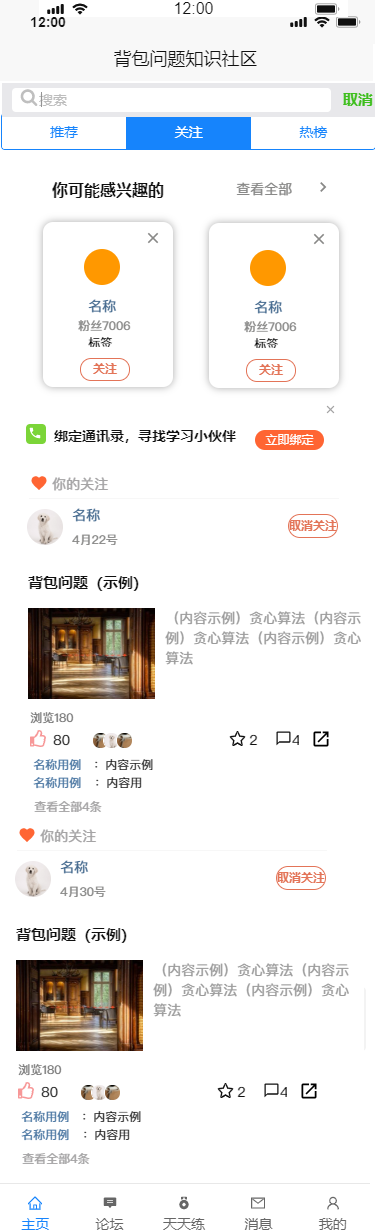 12:00
12:00
背包问题知识社区
搜索 取消
推荐 关注 热榜
你可能感兴趣的 查看全部
名称 名称
粉丝7006 粉丝7006
标签 标签
关注 关注
绑定通讯录，寻找学习小伙伴 立即绑定
你的关注
名称
取消关注
4月22号
背包问题（示例）
（内容示例）贪心算法（内容示
例）贪心算法（内容示例）贪心
算法
浏览180
80 2 4
名称用例 ： 内容示例
名称用例 ： 内容用
查看全部4条
你的关注
名称
取消关注
4月30号
背包问题（示例）
（内容示例）贪心算法（内容示
例）贪心算法（内容示例）贪心
算法
浏览180
80 2 4
名称用例 ： 内容示例
名称用例 ： 内容用
查看全部4条
主页 论坛 天天练 消息 我的